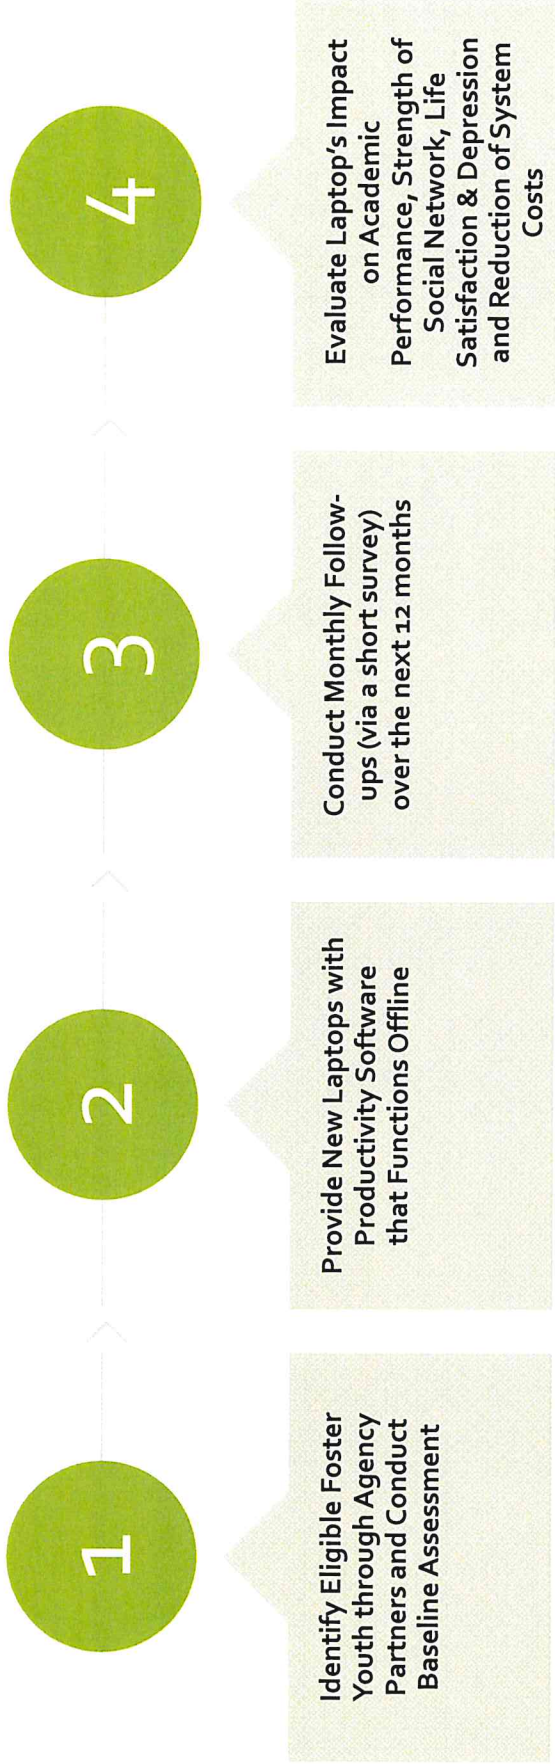 1
Identify Eligible Foster
Youth through Agency
Partners and Conduct
Baseline Assessment
2
Provide New Laptops with
Productivity Software
that Functions Offline
3
Conduct Monthly Follow-
ups (via a short survey)
over the next 12 months
4
Evaluate Laptop's Impact
on Academic
Performance, Strength of
Social Network, Life
Satisfaction & Depression
and Reduction of System
Costs